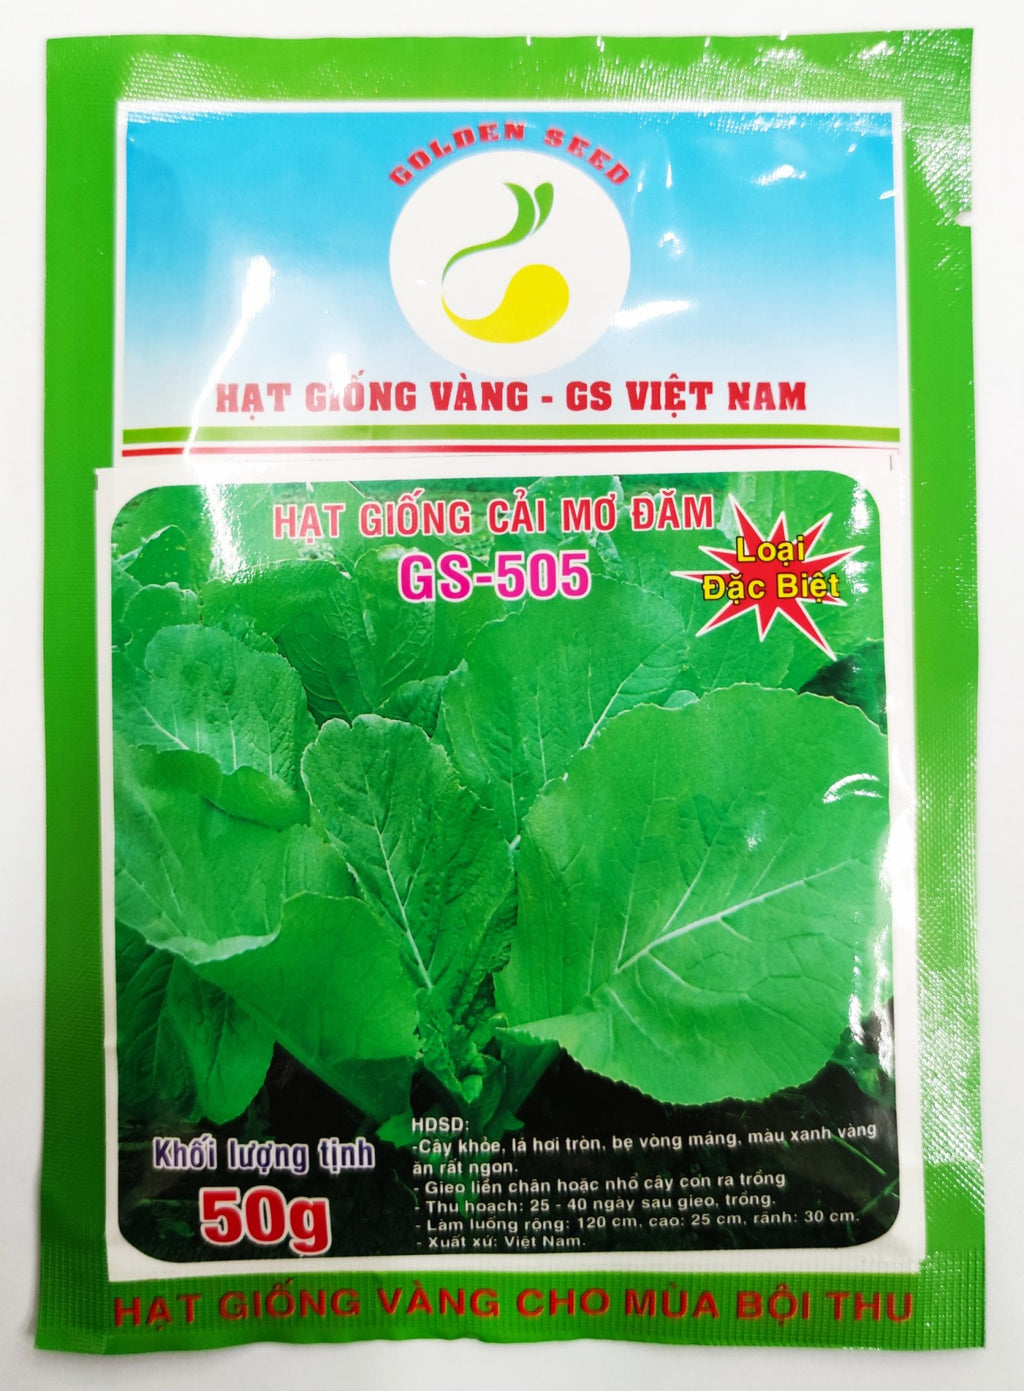 GOLDEN SEED
HẠT GIỐNG VÀNG - GS VIỆT NAM
HẠT GIỐNG CẢI MƠ ĐĂM
GS-505
Loại
Đặc Biệt
Khối lượng tịnh
50g
HDSD:
-Cây khỏe, lá hơi tròn, bẹ vòng máng, màu xanh vàng
ăn rất ngon.
- Gieo liền chân hoặc nhổ cây con ra trồng
- Thu hoạch: 25 - 40 ngày sau gieo, trồng.
- Làm luống rộng: 120 cm, cao: 25 cm, rãnh: 30 cm.
- Xuất xứ: Việt Nam.
HẠT GIỐNG VÀNG CHO MÙA BỘI THU